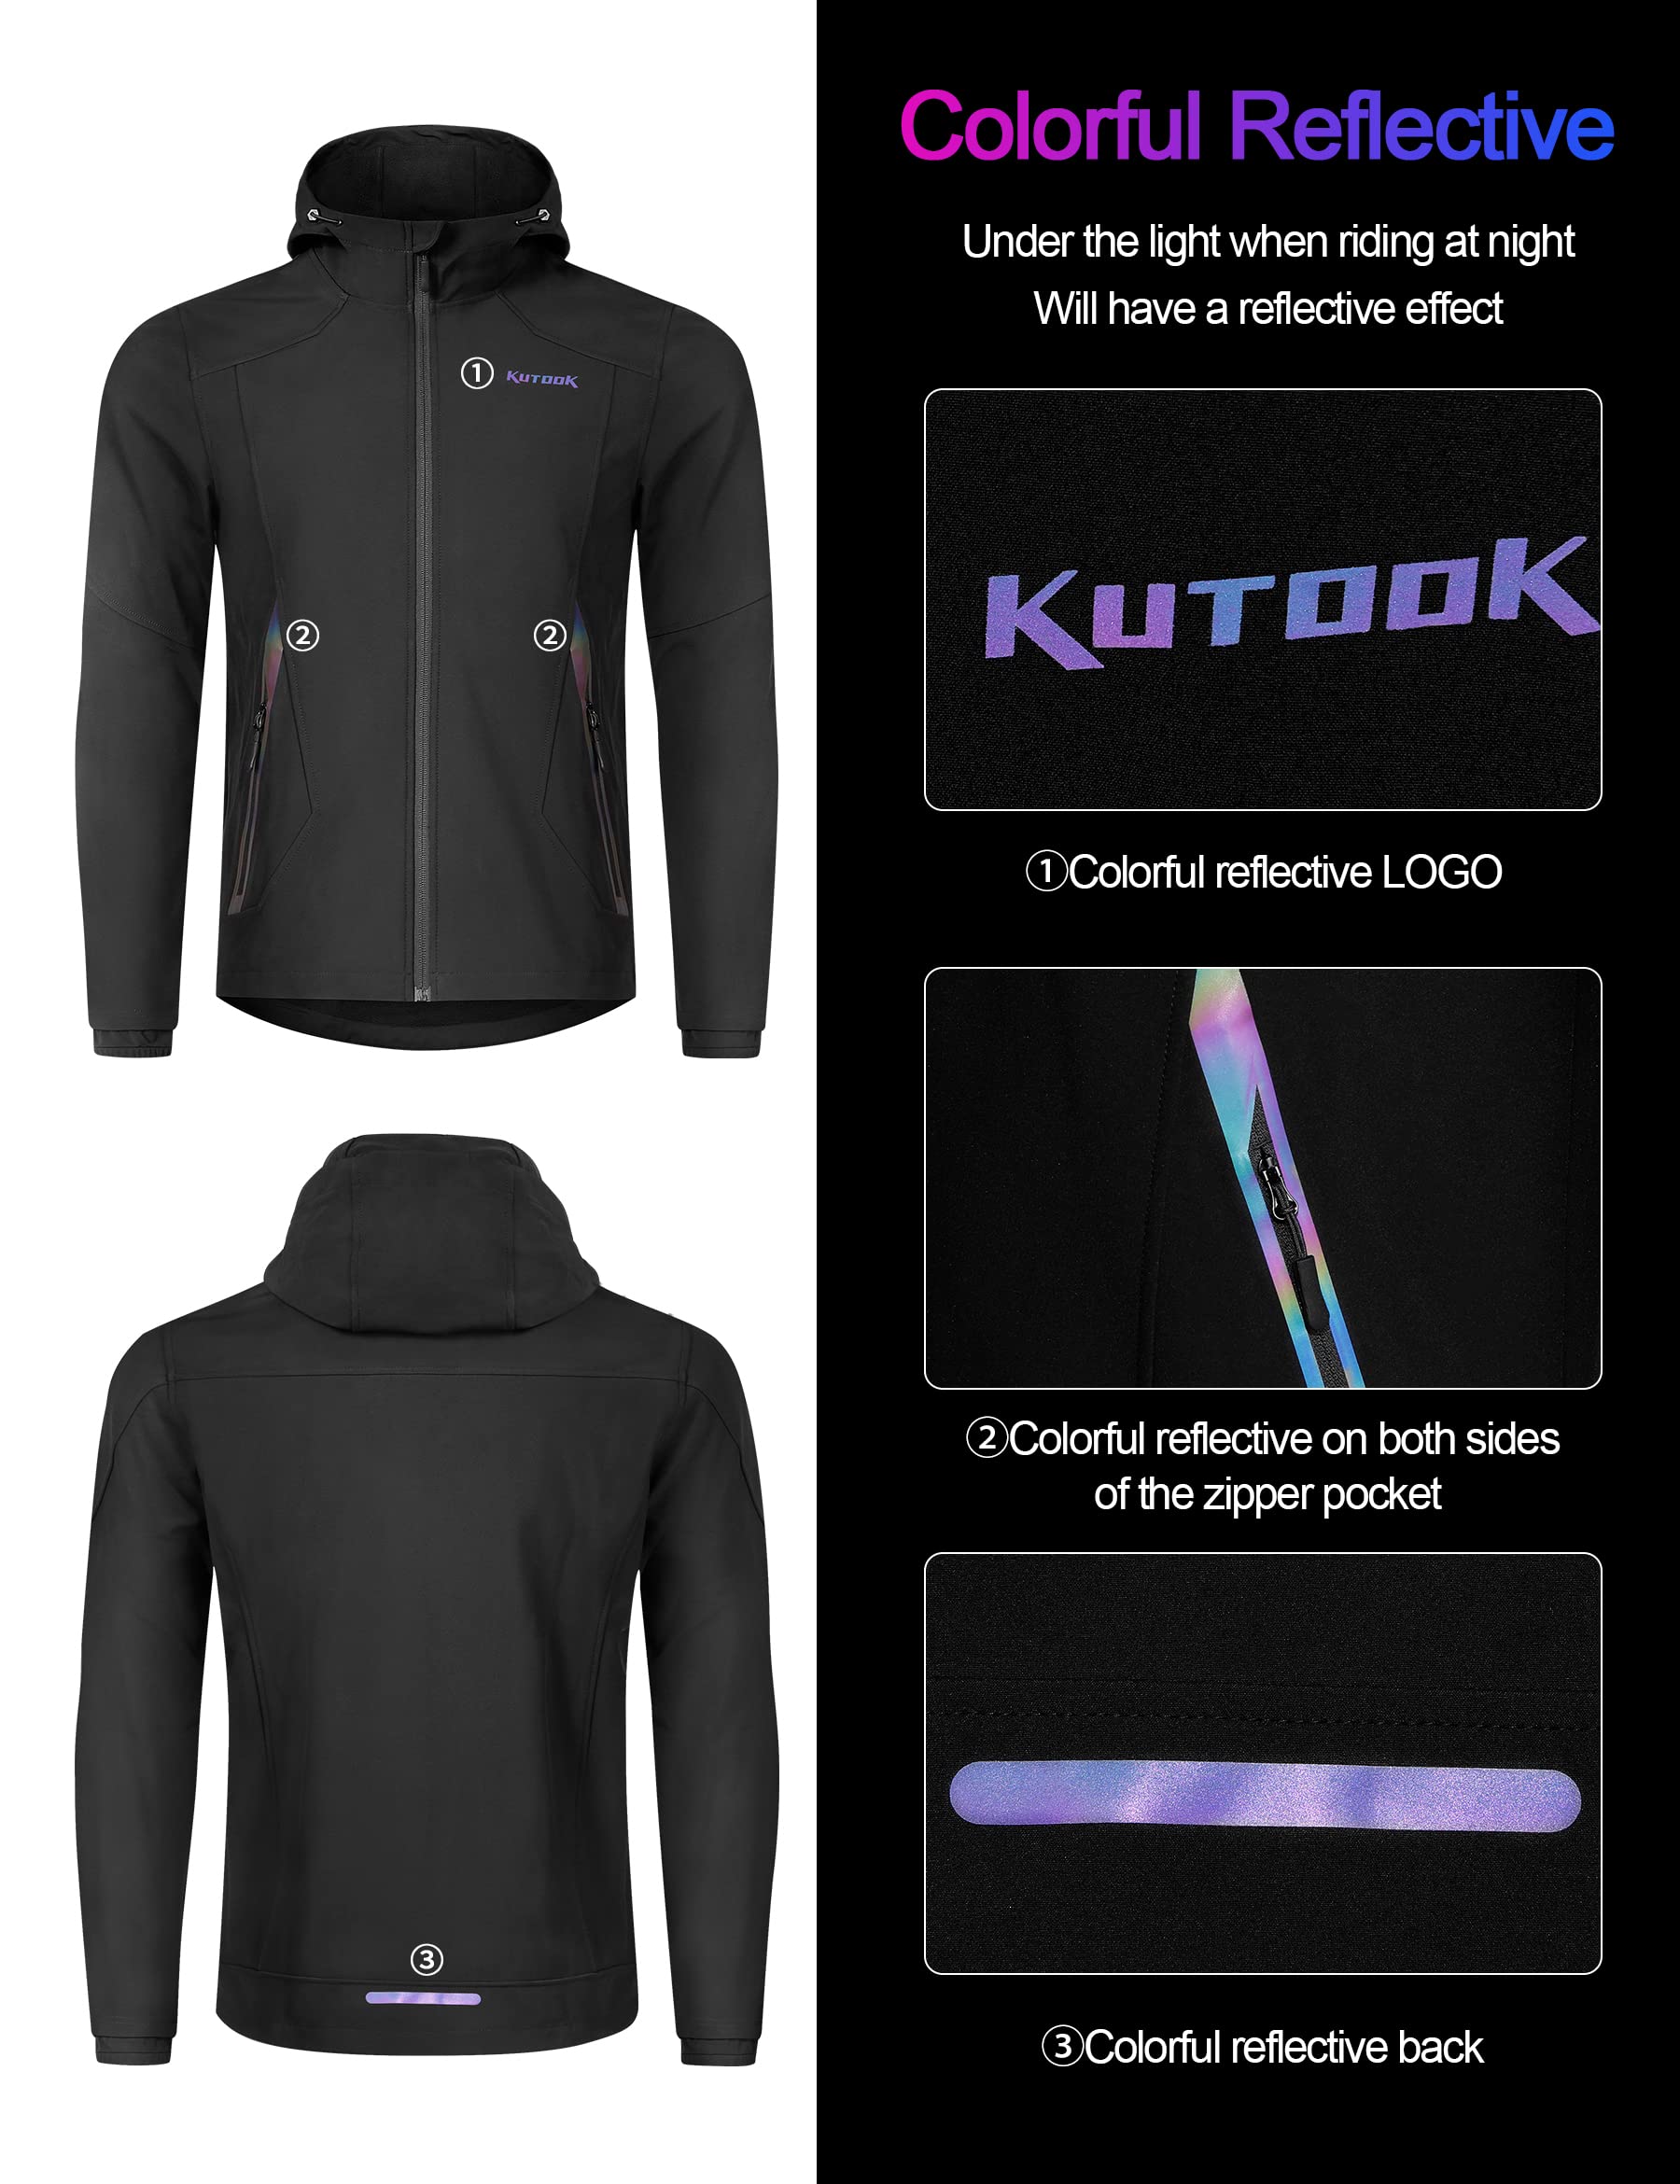 Colorful Reflective
Under the light when riding at night
Will have a reflective effect
① KUTOOK
② ②
KUTOOK
①Colorful reflective LOGO
②Colorful reflective on both sides
of the zipper pocket
③
③Colorful reflective back